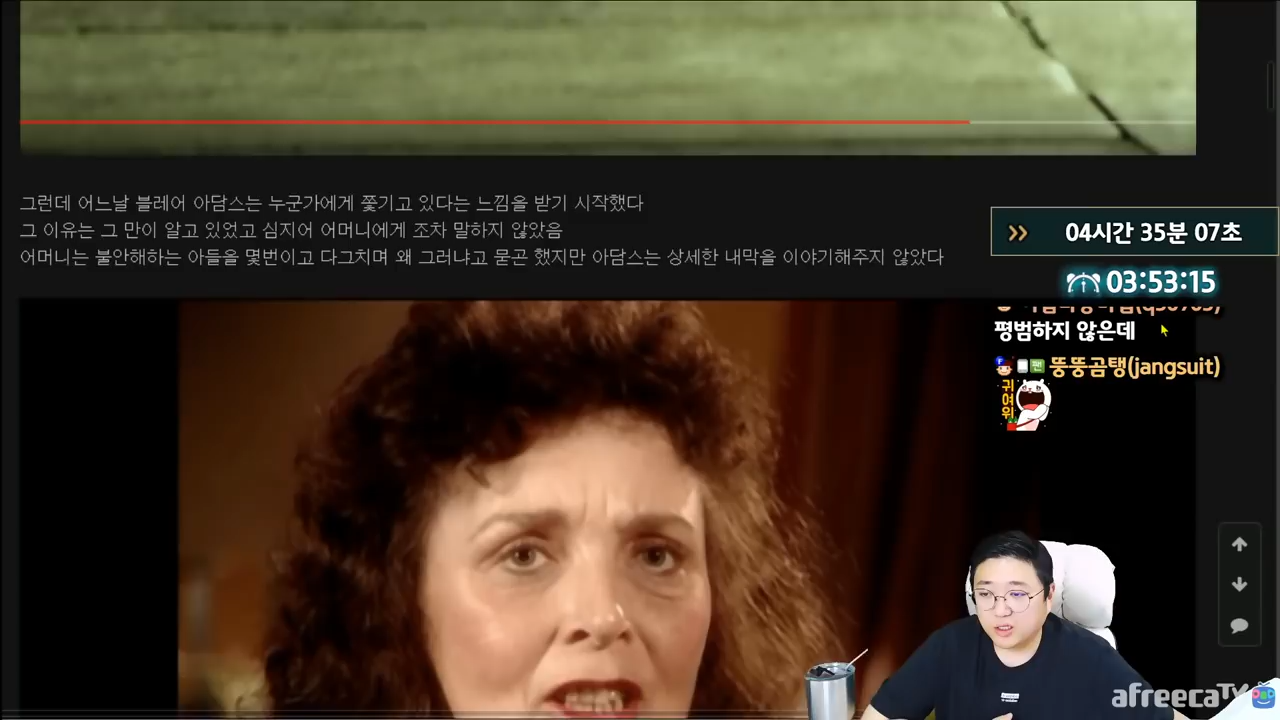 그런데 어느날 블레어 아담스는 누군가에게 쫓기고 있다는 느낌을 받기 시작했다
그 이유는 그 만이 알고 있었고 심지어 어머니에게 조차 말하지 않았음
어머니는 불안해하는 아들을 몇번이고 다그치며 왜 그러냐고 묻곤 했지만 아담스는 상세한 내막을 이야기해주지 않았다
04시간 35분 07초
03:53:15
평범하지 않은데
뚱뚱곰탱(jangsuit)
귀여워
afreecaTV